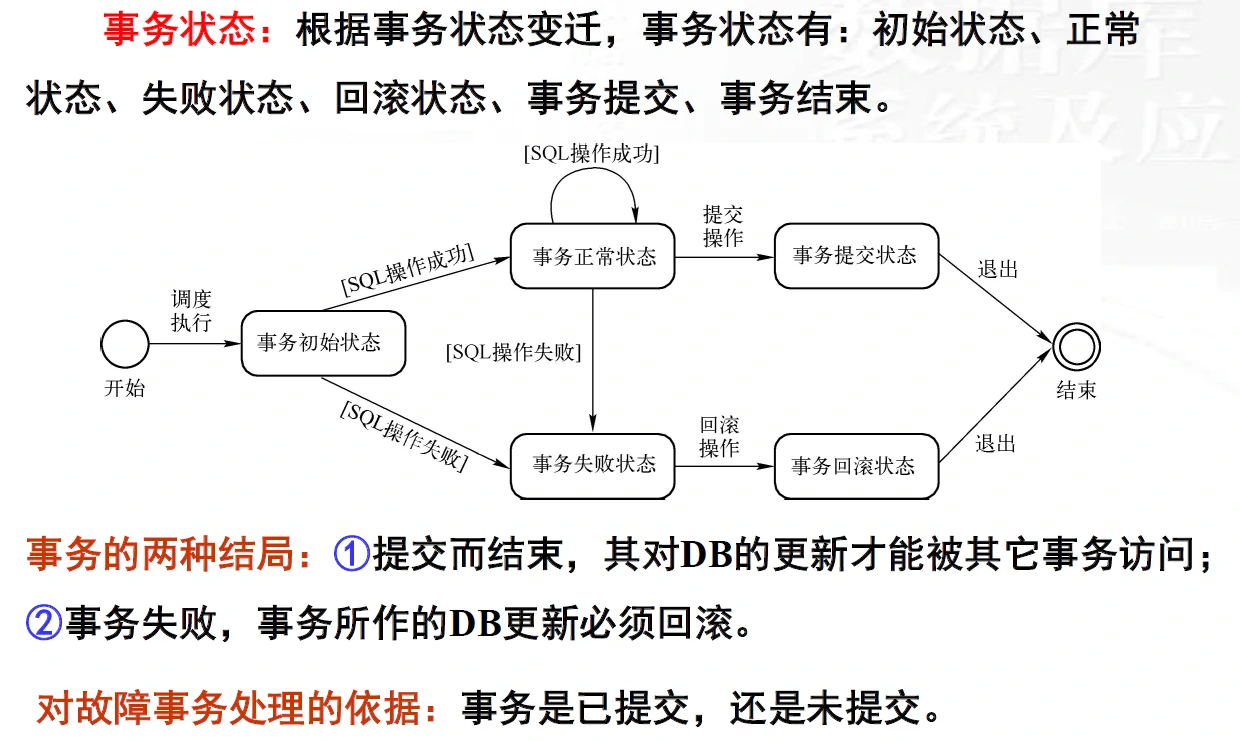 事务状态：根据事务状态变迁，事务状态有：初始状态、正常
状态、失败状态、回滚状态、事务提交、事务结束。
数据库
系统及应
[SQL操作成功]
提交
操作
事务正常状态
事务提交状态
[SQL操作成功]
退出
调度
执行
事务初始状态
[SQL操作失败]
开始
结束
[SQL操作失败]
回滚
操作
退出
事务失败状态
事务回滚状态
事务的两种结局：①提交而结束，其对DB的更新才能被其它事务访问；
②事务失败，事务所作的DB更新必须回滚。
对故障事务处理的依据：事务是已提交，还是未提交。